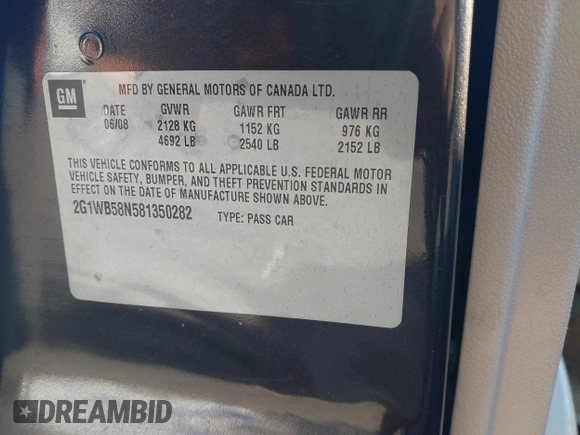 GM
MFD BY GENERAL MOTORS OF CANADA LTD.
DATE GVWR GAWR FRT GAWR RR
06/08 2128 KG 1152 KG 976 KG
4692 LB 2540 LB 2152 LB
THIS VEHICLE CONFORMS TO ALL APPLICABLE U.S. FEDERAL MOTOR
VEHICLE SAFETY, BUMPER, AND THEFT PREVENTION STANDARDS IN
EFFECT ON THE DATE OF MANUFACTURE SHOWN ABOVE.
2G1WB58N581350282 TYPE: PASS CAR
DREAMBID